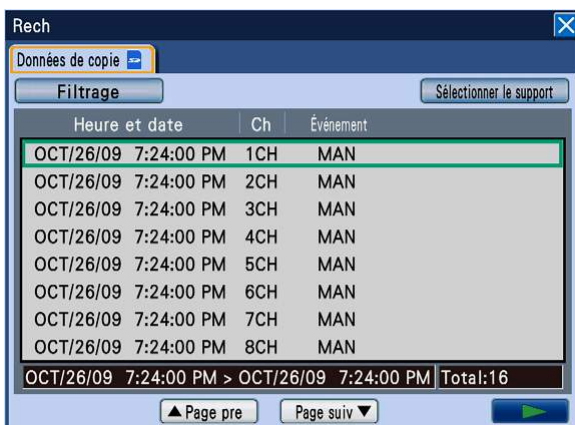 Rech
Données de copie
Filtrage Sélectionner le support
Heure et date Ch Événement
OCT/26/09 7:24:00 PM 1CH MAN
OCT/26/09 7:24:00 PM 2CH MAN
OCT/26/09 7:24:00 PM 3CH MAN
OCT/26/09 7:24:00 PM 4CH MAN
OCT/26/09 7:24:00 PM 5CH MAN
OCT/26/09 7:24:00 PM 6CH MAN
OCT/26/09 7:24:00 PM 7CH MAN
OCT/26/09 7:24:00 PM 8CH MAN
OCT/26/09 7:24:00 PM > OCT/26/09 7:24:00 PM Total:16
▲ Page pre Page suiv ▼